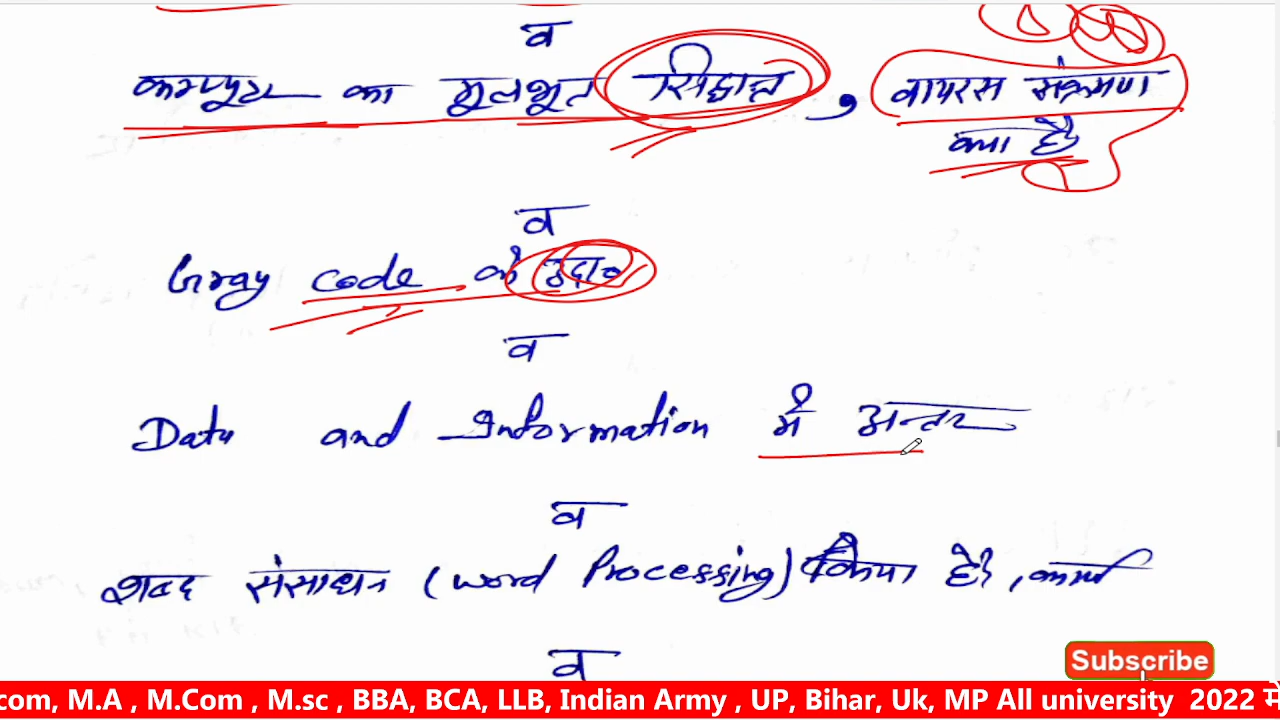 व
कम्प्यूटर का मूलभूत सिद्धान्त , वायरस संक्रमण
क्या है
व
Gray code के उदा०
व
Data and Information में अन्तर
व
शब्द संसाधन (word Processing) क्या है , कार्य
व
Subscribe
com, M.A , M.Com , M.sc , BBA, BCA, LLB, Indian Army , UP, Bihar, Uk, MP All university 2022 में